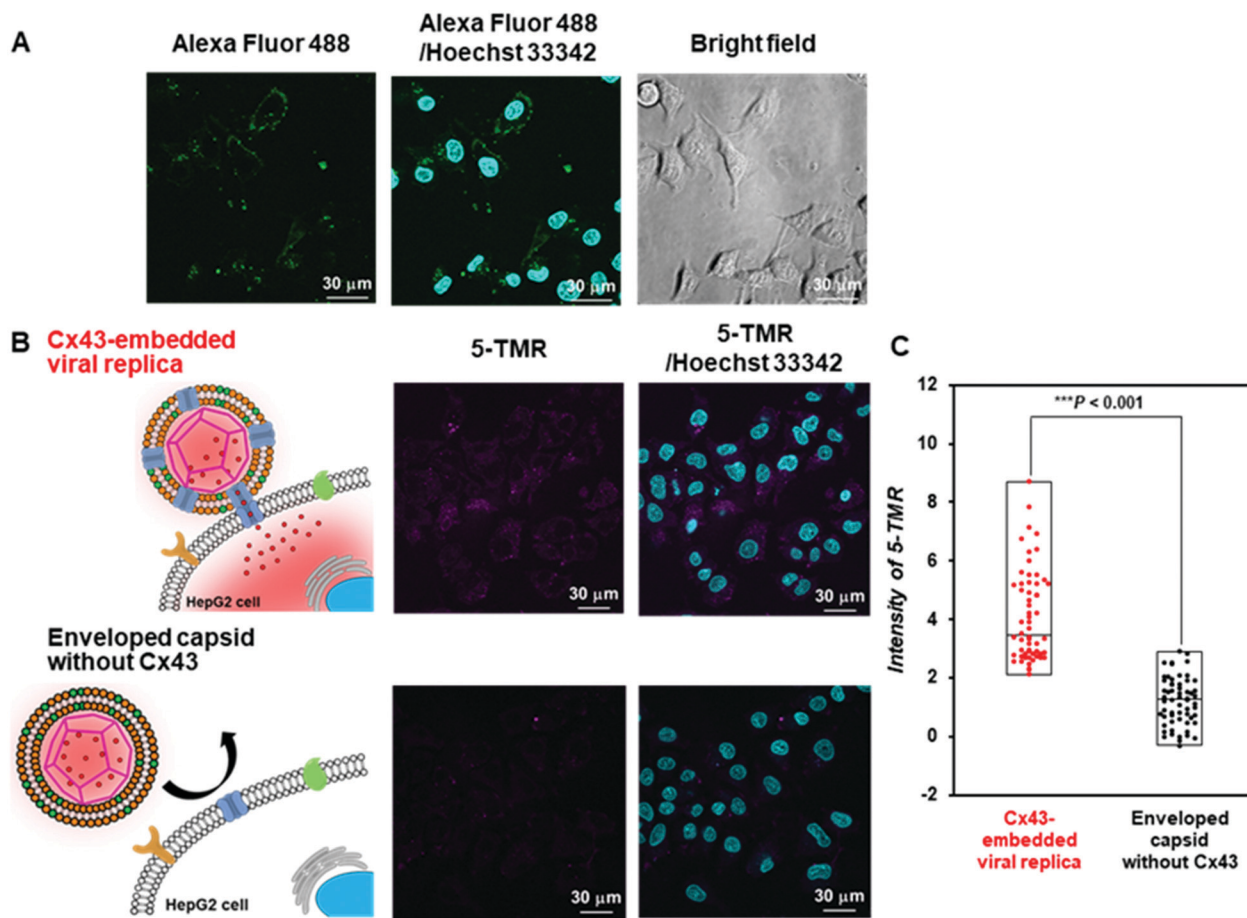 A
Alexa Fluor 488
Alexa Fluor 488
/Hoechst 33342
Bright field
30 μm
30 μm
30 μm
B
Cx43-embedded
viral replica
5-TMR
5-TMR
/Hoechst 33342
HepG2 cell
30 μm
30 μm
Enveloped capsid
without Cx43
HepG2 cell
30 μm
30 μm
C
***P < 0.001
Intensity of 5-TMR
12
10
8
6
4
2
0
-2
Cx43-
embedded
viral replica
Enveloped
capsid
without Cx43